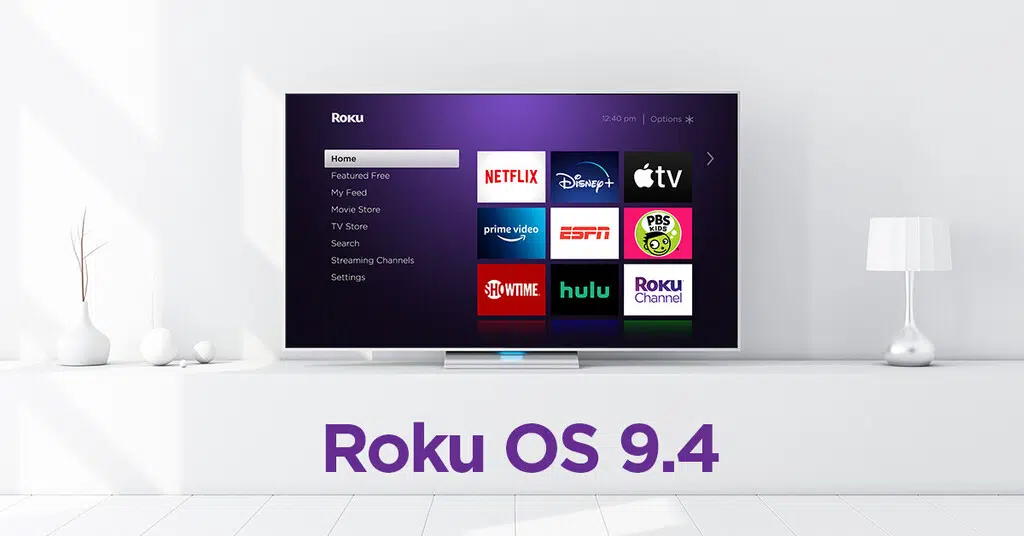 Roku
12:40 pm | Options
Home
Featured Free
My Feed
Movie Store
TV Store
Search
Streaming Channels
Settings
NETFLIX
Disney+
tv
prime video
ESPN
PBS
KIDS
SHOWTIME
hulu
Roku
Channel
Roku OS 9.4